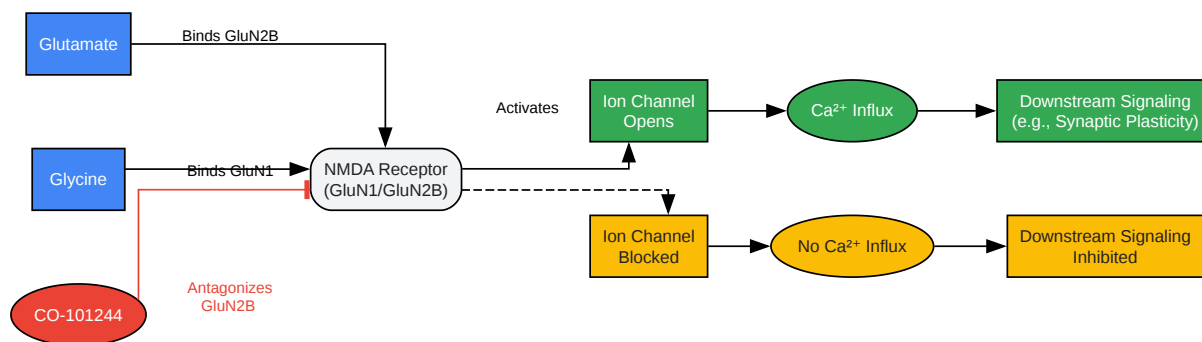 Glutamate
Binds GluN2B
Activates
Ion Channel
Opens
Ca²⁺ Influx
Downstream Signaling
(e.g., Synaptic Plasticity)
Glycine
Binds GluN1
NMDA Receptor
(GluN1/GluN2B)
Ion Channel
Blocked
No Ca²⁺ Influx
Downstream Signaling
Inhibited
CO-101244
Antagonizes
GluN2B